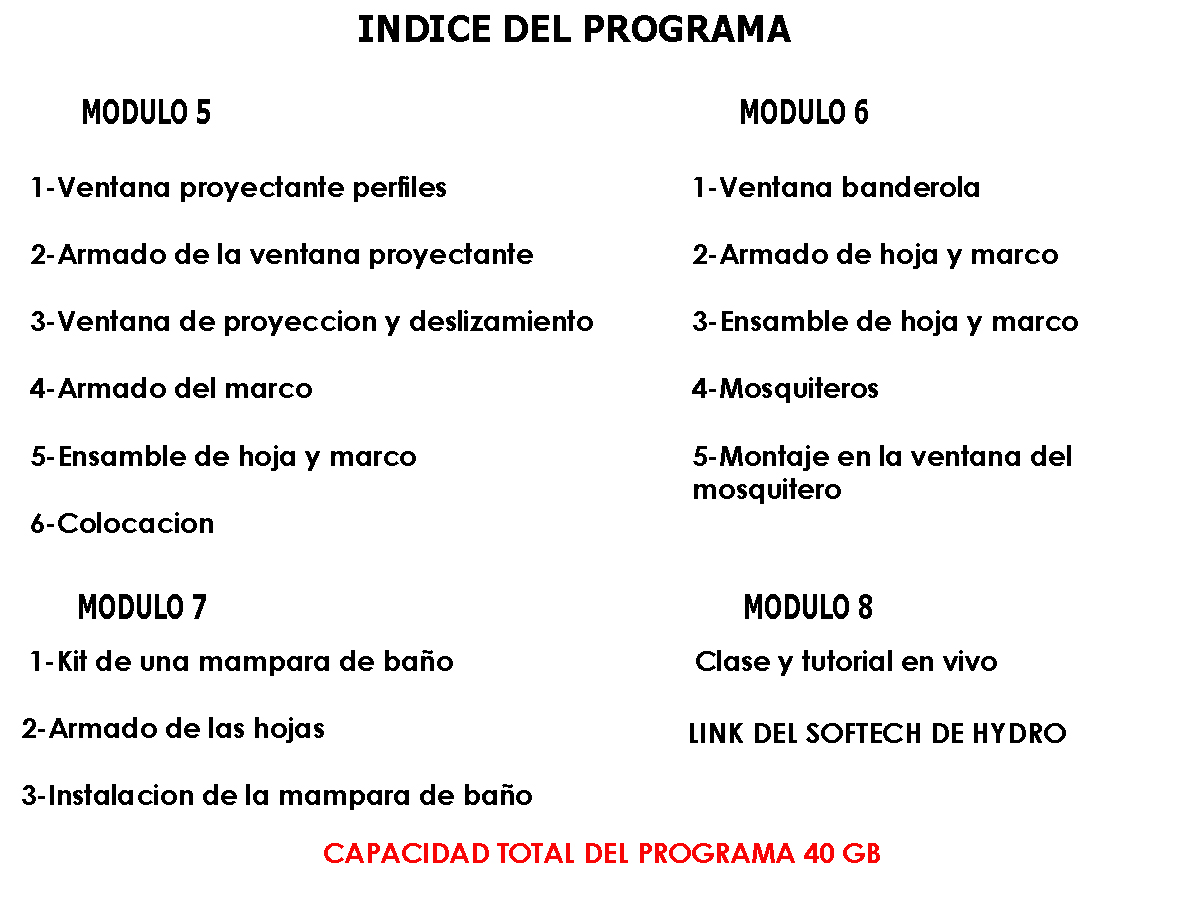 INDICE DEL PROGRAMA
MODULO 5
1-Ventana proyectante perfiles
2-Armado de la ventana proyectante
3-Ventana de proyeccion y deslizamiento
4-Armado del marco
5-Ensamble de hoja y marco
6-Colocacion
MODULO 6
1-Ventana banderola
2-Armado de hoja y marco
3-Ensamble de hoja y marco
4-Mosquiteros
5-Montaje en la ventana del
mosquitero
MODULO 7
1-Kit de una mampara de baño
2-Armado de las hojas
3-Instalacion de la mampara de baño
MODULO 8
Clase y tutorial en vivo
LINK DEL SOFTECH DE HYDRO
CAPACIDAD TOTAL DEL PROGRAMA 40 GB